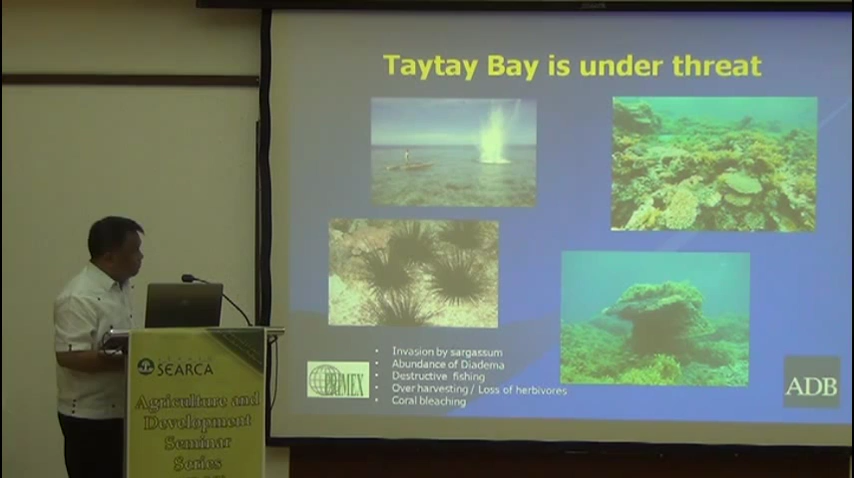 Taytay Bay is under threat
• Invasion by sargassum
• Abundance of Diadema
• Destructive fishing
• Over harvesting / Loss of herbivores
• Coral bleaching
ADB
SEARCA
Agriculture and
Development
Seminar
Series